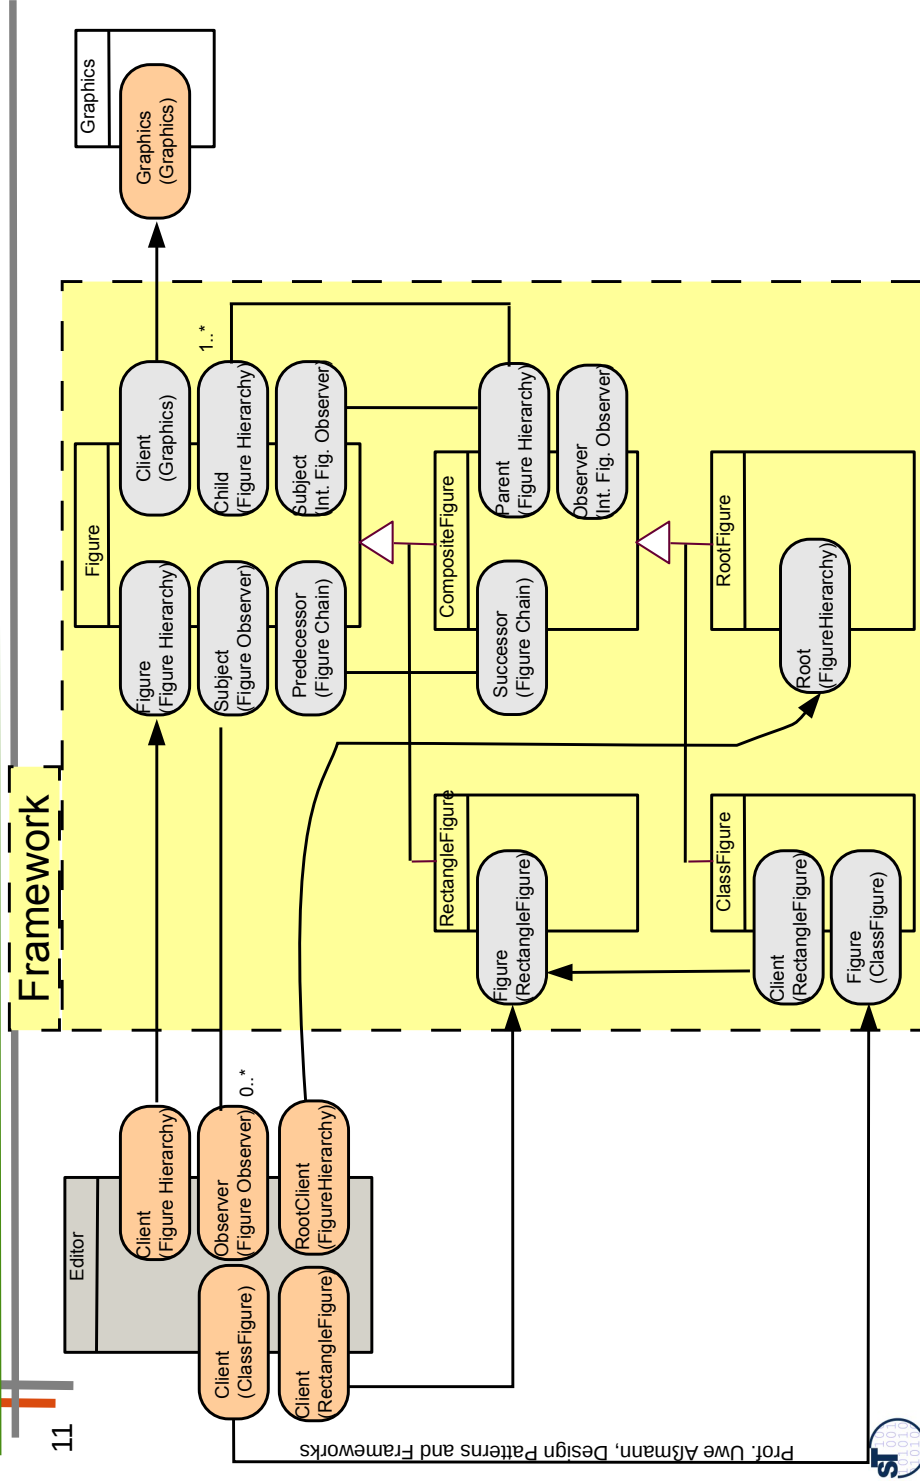 Framework
Editor
Client
(Figure Hierarchy)
Observer
(Figure Observer)
0..*
RootClient
(FigureHierarchy)
Client
(ClassFigure)
Client
(RectangleFigure)
Figure
Figure
(Figure Hierarchy)
Subject
(Figure Observer)
Predecessor
(Figure Chain)
Client
(Graphics)
Child
(Figure Hierarchy)
1..*
Subject
(Int. Fig. Observer)
Graphics
Graphics
(Graphics)
RectangleFigure
Figure
(RectangleFigure)
CompositeFigure
Successor
(Figure Chain)
Parent
(Figure Hierarchy)
Observer
(Int. Fig. Observer)
ClassFigure
Client
(RectangleFigure)
Figure
(ClassFigure)
RootFigure
Root
(FigureHierarchy)
11
Prof. Uwe Aßmann, Design Patterns and Frameworks
ST